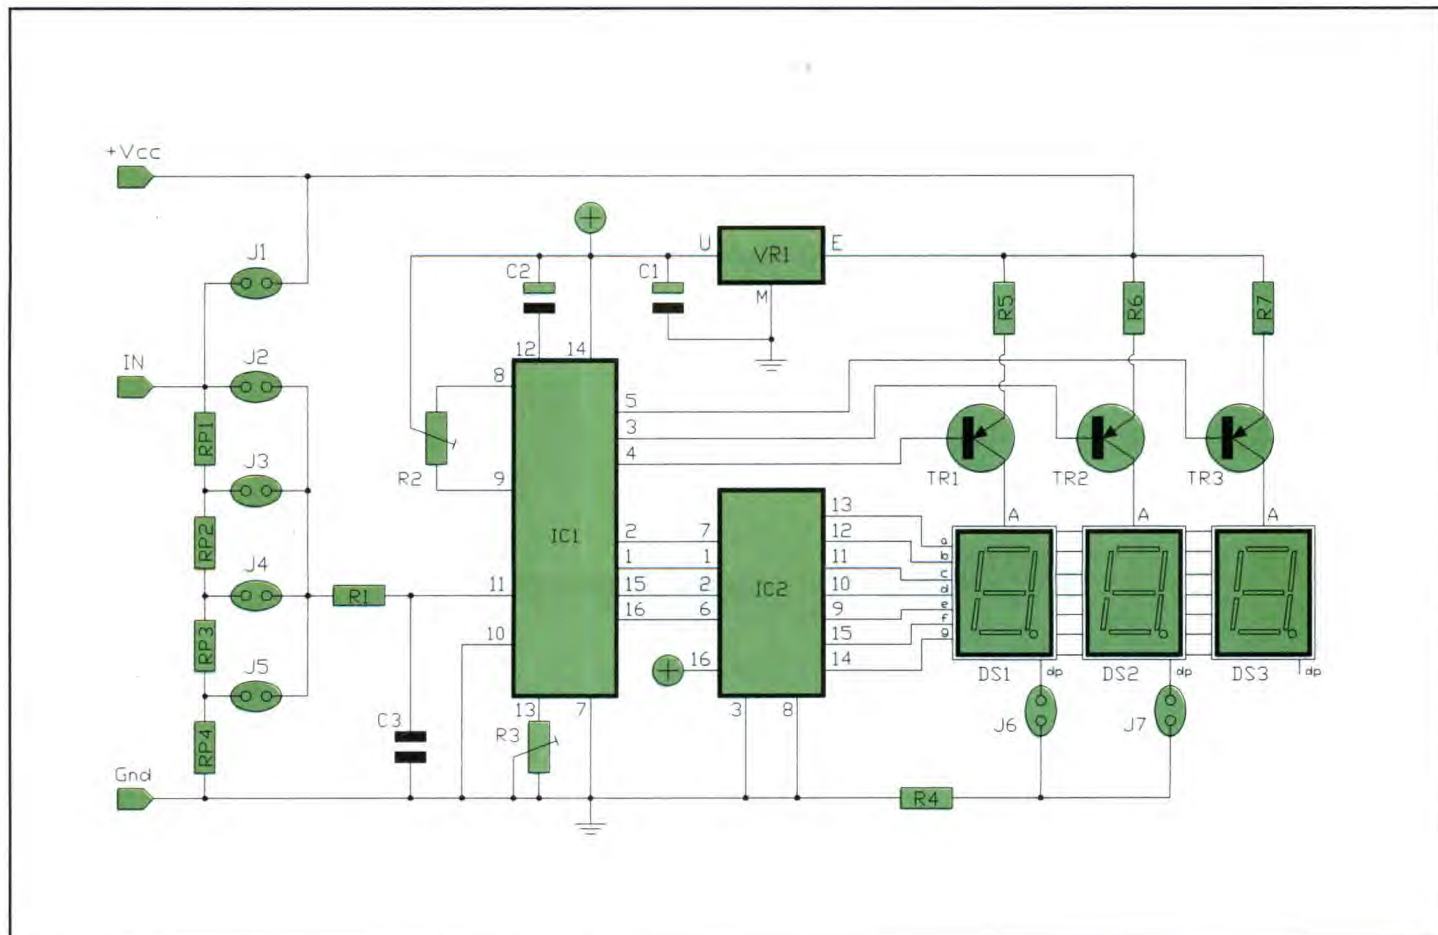 +Vcc
J1
U
VR1
E
C2
C1
M
R5
R6
R7
12
14
IN
J2
8
5
3
4
RP1
R2
J3
9
TR1
TR2
TR3
RP2
IC1
2
7
1
1
15
2
16
6
IC2
13
12
11
10
9
15
14
A
A
A
a
b
c
d
e
f
g
J4
R1
11
10
RP3
J5
16
DS1
dp
DS2
dp
DS3
dp
C3
13
7
R3
3
8
J6
J7
RP4
Gnd
R4